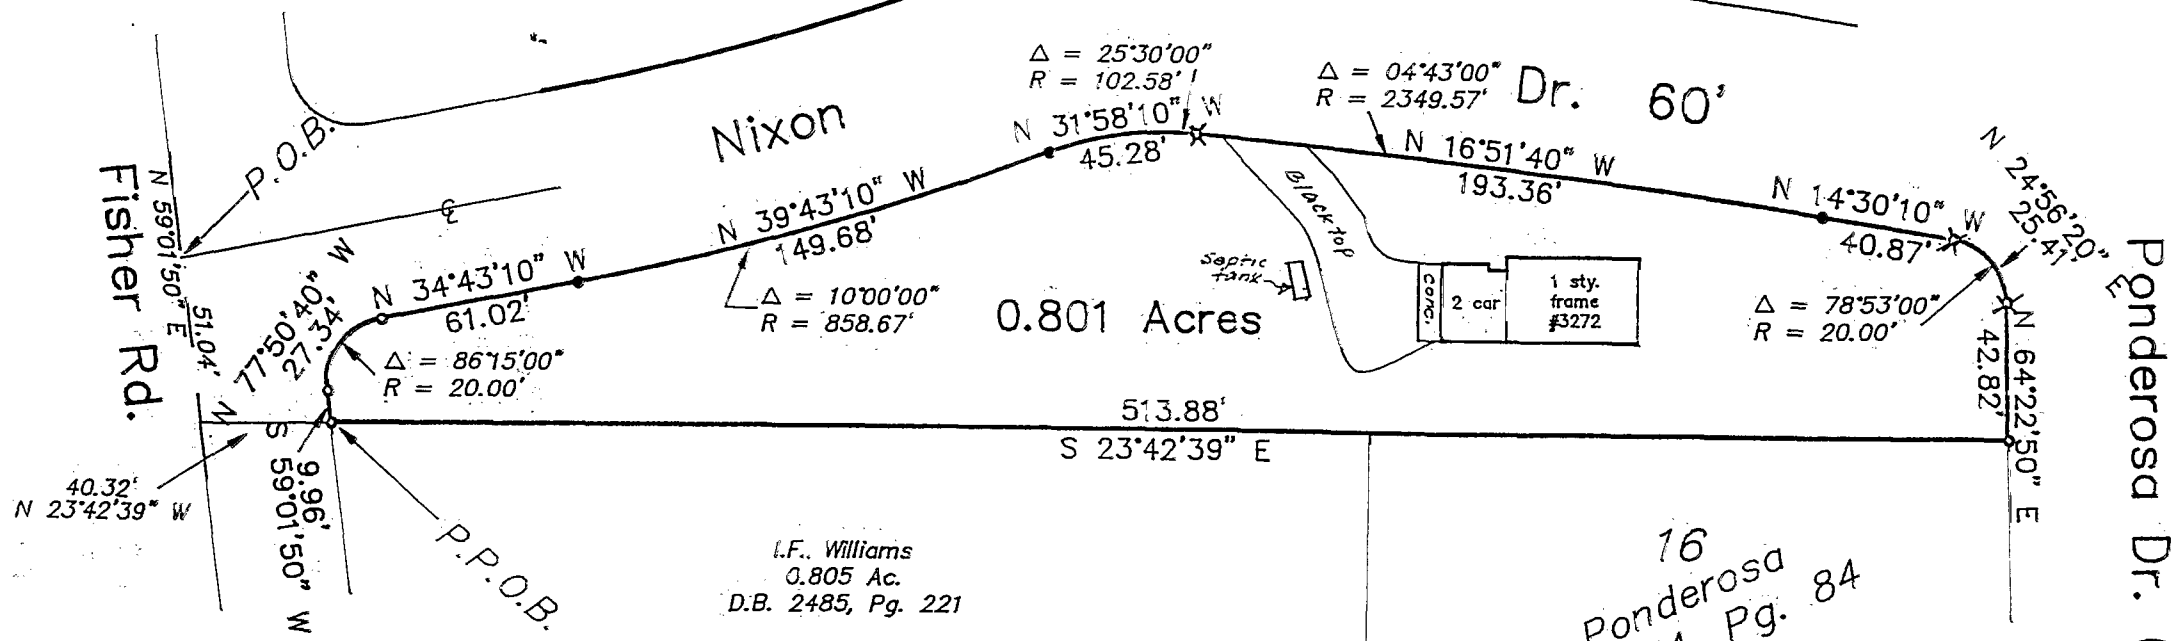 Δ = 25°30'00"
R = 102.58'
Δ = 04°43'00"
R = 2349.57'
Nixon
Dr. 60'
N 31°58'10" W
45.28'
N 16°51'40" W
193.36'
N 24°56'20" E
25.41'
P.O.B.
Fisher Rd.
N 59°01'50" E
51.04'
N 39°43'10" W
149.68'
Blacktop
N 14°30'10" W
40.87'
N 34°43'10" W
61.02'
N 77°50'40" W
27.34'
Δ = 10°00'00"
R = 858.67'
0.801 Acres
Septic
tank
conc.
2 car
1 sty.
frame
#3272
Δ = 78°53'00"
R = 20.00'
Ponderosa Dr.
Δ = 86°15'00"
R = 20.00'
N 64°22'50" E
42.82'
513.88'
S 23°42'39" E
40.32'
N 23°42'39" W
9.96'
S 59°01'50" W
P.P.O.B.
I.F. Williams
0.805 Ac.
D.B. 2485, Pg. 221
16
Ponderosa
Pg. 84